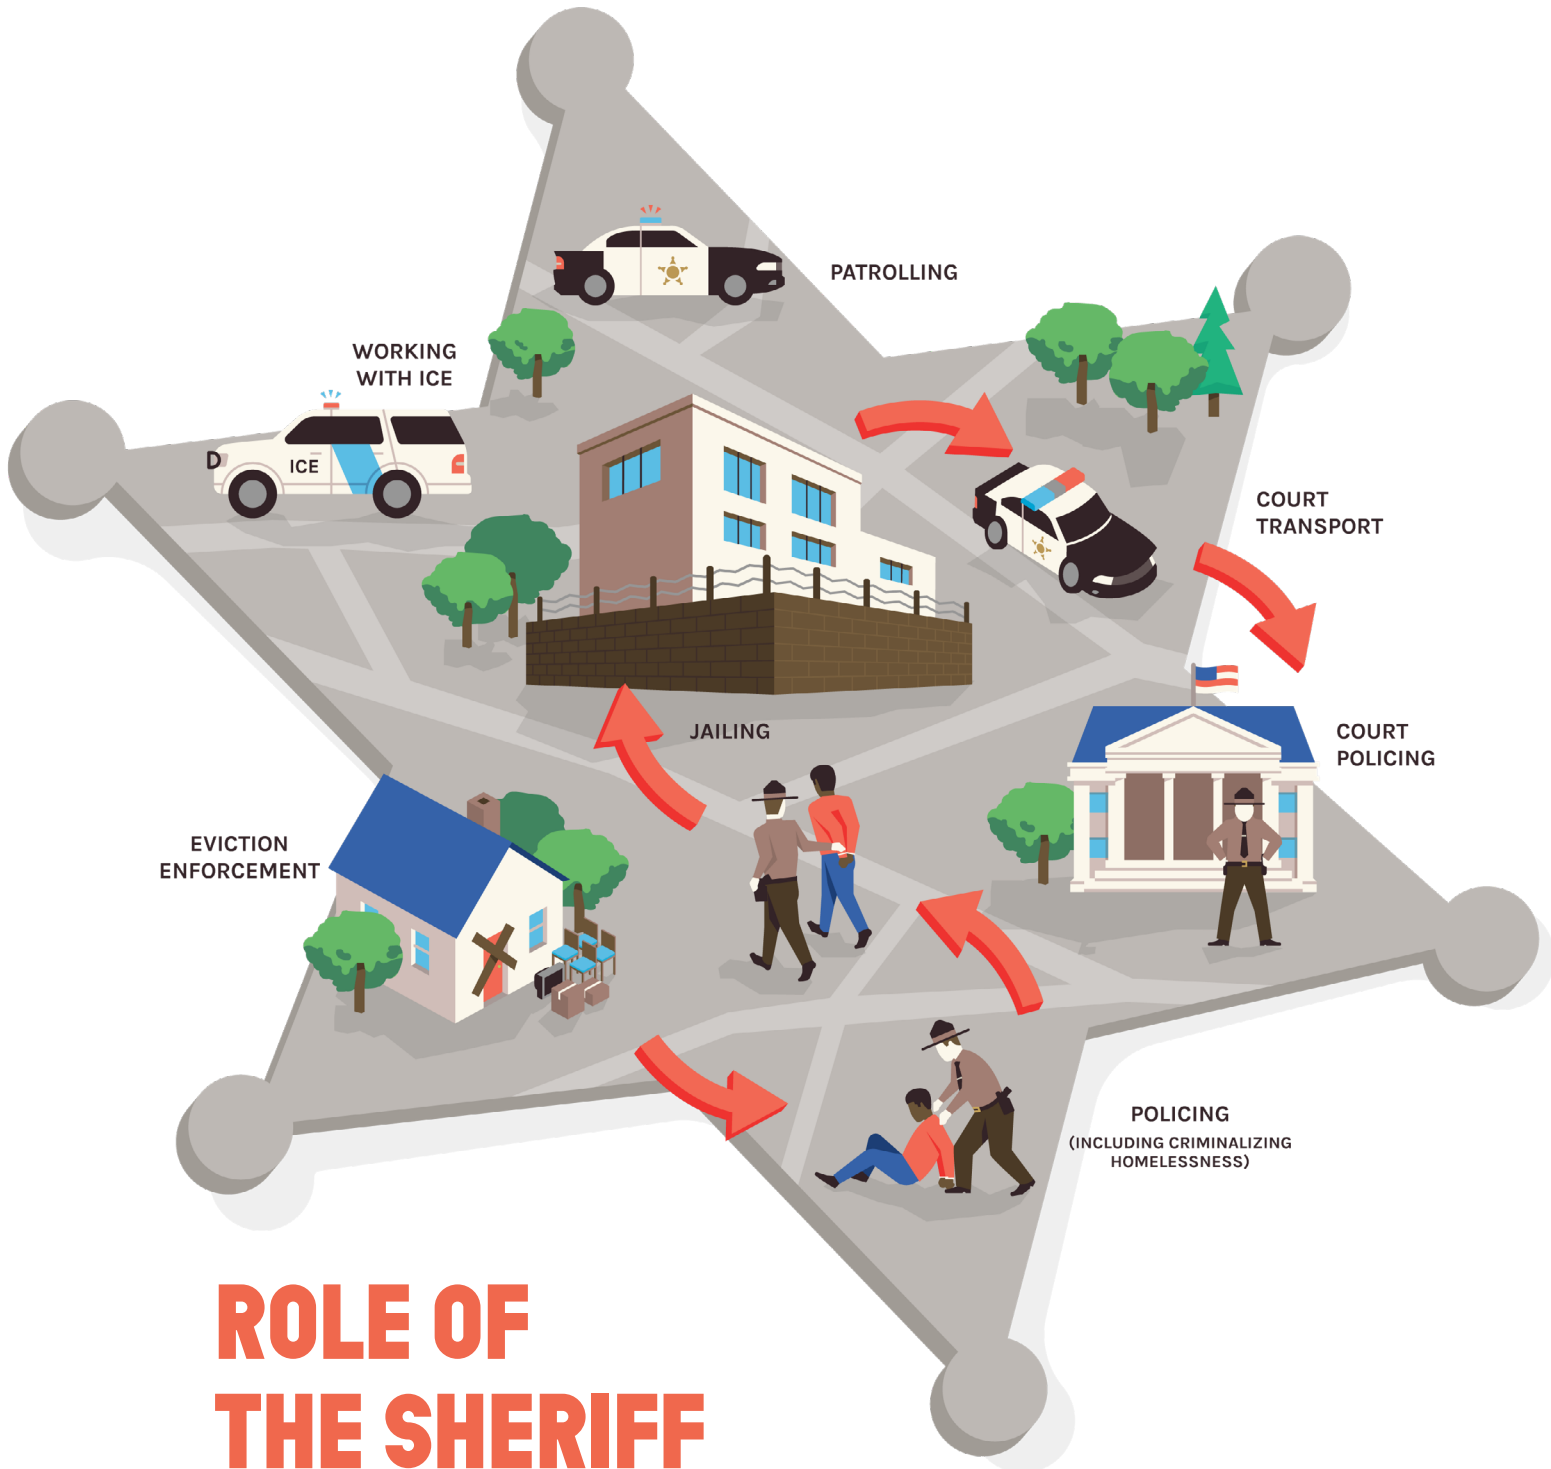 PATROLLING
WORKING
WITH ICE
ICE
COURT
TRANSPORT
JAILING
COURT
POLICING
EVICTION
ENFORCEMENT
POLICING
(INCLUDING CRIMINALIZING
HOMELESSNESS)
ROLE OF
THE SHERIFF